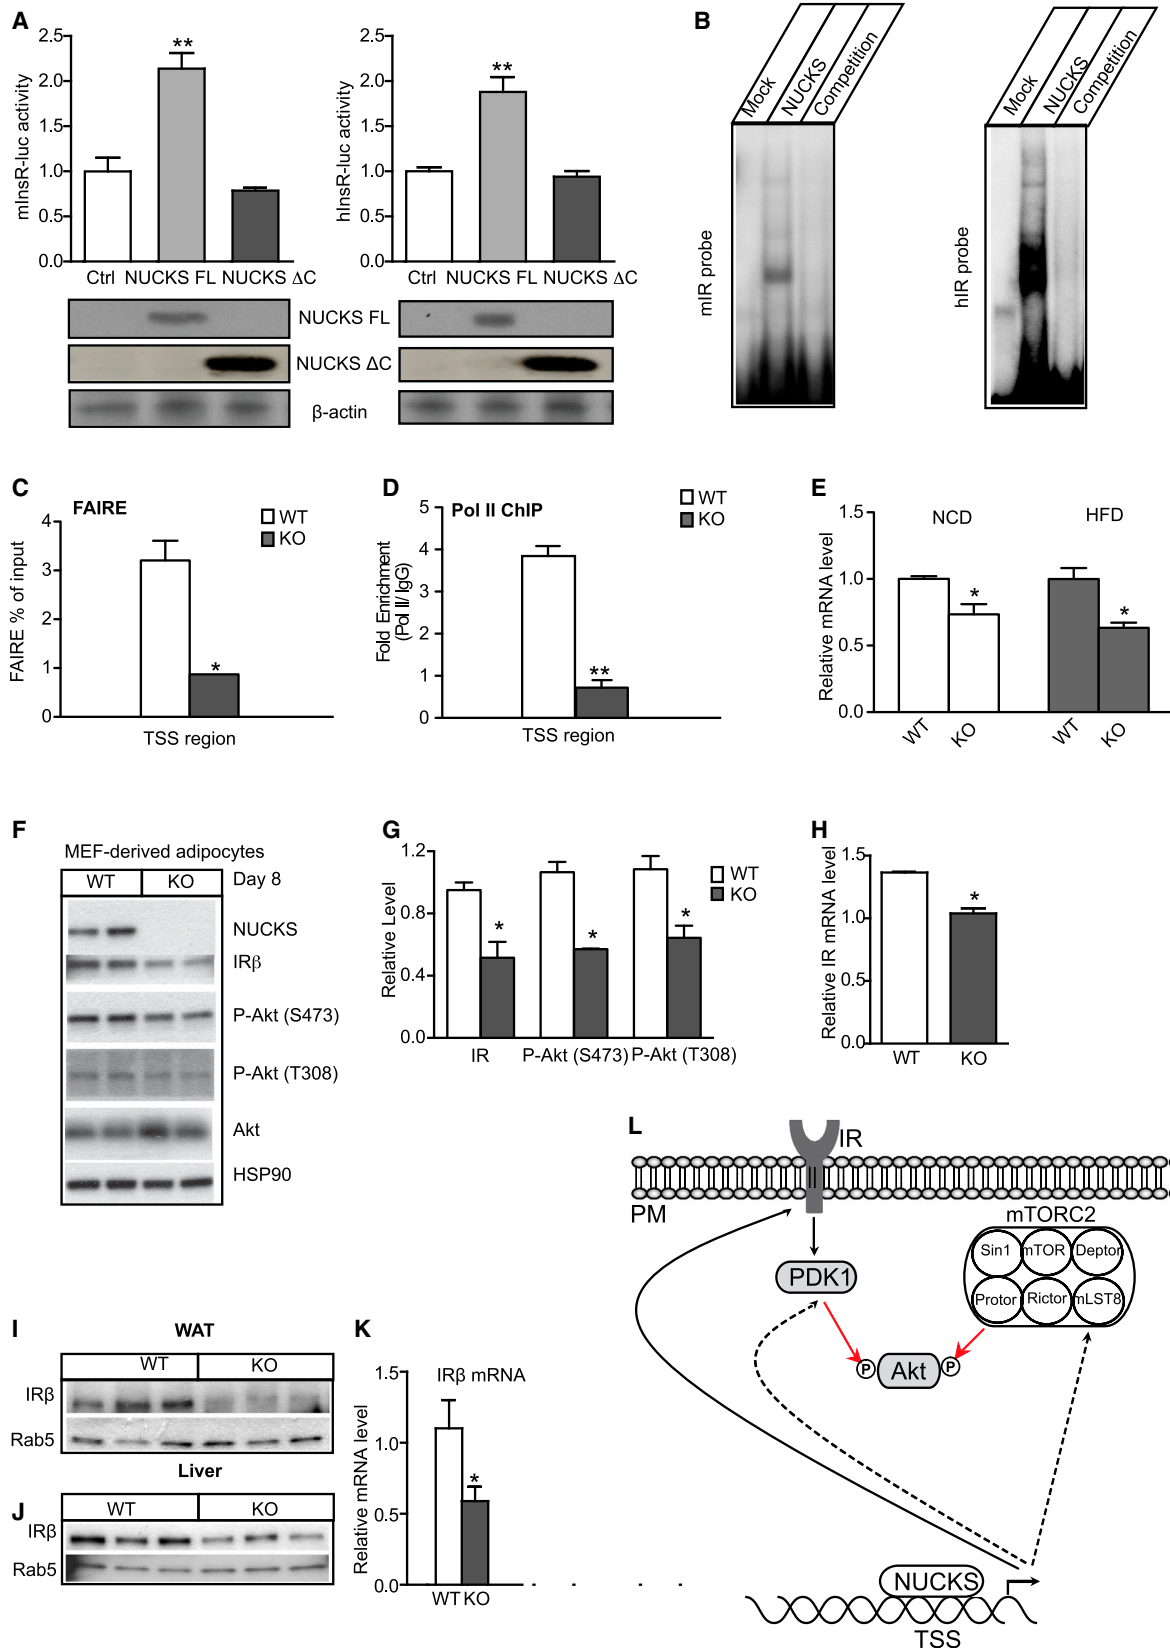 A
mInsR-luc activity
2.5
2.0
1.5
1.0
0.5
0.0
**
Ctrl NUCKS FL NUCKS ΔC
hInsR-luc activity
2.5
2.0
1.5
1.0
0.5
0.0
**
Ctrl NUCKS FL NUCKS ΔC
NUCKS FL
NUCKS ΔC
β-actin
B
Mock
NUCKS
Competition
mIR probe
Mock
NUCKS
Competition
hIR probe
C
FAIRE
WT
KO
FAIRE % of input
4
3
2
1
0
*
TSS region
D
Pol II ChIP
WT
KO
Fold Enrichment
(Pol II/ IgG)
5
4
3
2
1
0
**
TSS region
E
NCD HFD
Relative mRNA level
1.5
1.0
0.5
0.0
*
*
WT KO WT KO
F
MEF-derived adipocytes
WT KO Day 8
NUCKS
IRβ
P-Akt (S473)
P-Akt (T308)
Akt
HSP90
G
WT
KO
Relative Level
1.2
0.8
0.4
0.0
*
*
*
IR P-Akt (S473) P-Akt (T308)
H
Relative IR mRNA level
1.5
1.0
0.5
0.0
*
WT KO
I
WAT
WT KO
IRβ
Rab5
Liver
J
WT KO
IRβ
Rab5
K
IRβ mRNA
Relative mRNA level
1.5
1.0
0.5
0.0
*
WT KO
L
IR
PM
mTORC2
Sin1 mTOR Deptor
Protor Rictor mLST8
PDK1
P Akt P
NUCKS
TSS